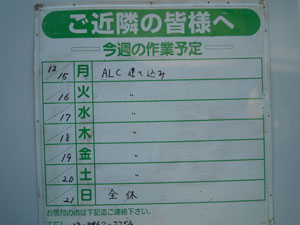 ご近隣の皆様へ
今週の作業予定
12/15 月 ALC建て込み
16 火 〃
17 水 〃
18 木 〃
19 金 〃
20 土 〃
21 日 全休
お気付の点は下記迄ご連絡下さい。
TEL